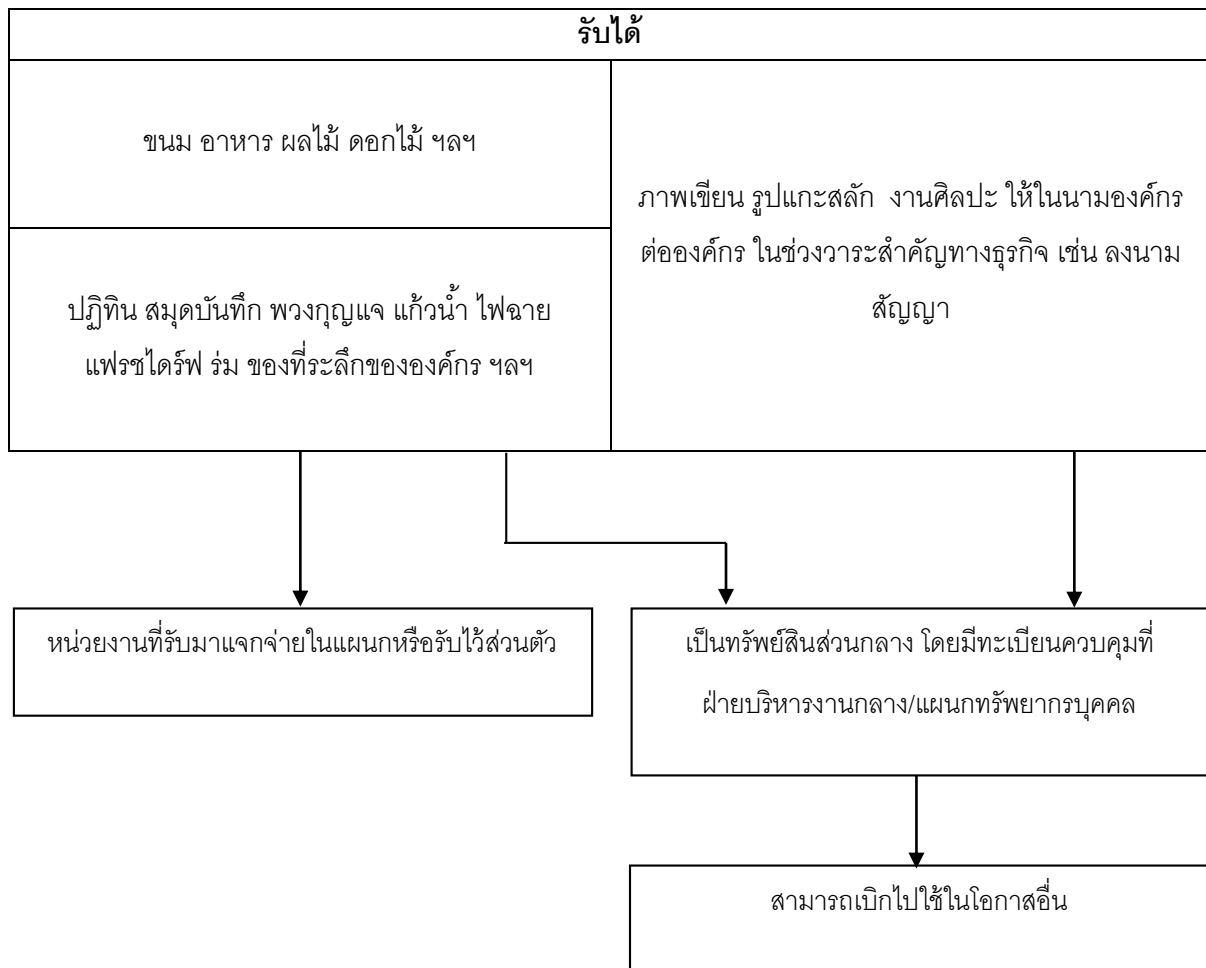 รับได้
ขนม อาหาร ผลไม้ ดอกไม้ ฯลฯ
ปฏิทิน สมุดบันทึก พวงกุญแจ แก้วน้ำ ไฟฉาย
แฟรชไดร์ฟ ร่ม ของที่ระลึกขององค์กร ฯลฯ
ภาพเขียน รูปแกะสลัก งานศิลปะ ให้ในนามองค์กร
ต่อองค์กร ในช่วงวาระสำคัญทางธุรกิจ เช่น ลงนาม
สัญญา
หน่วยงานที่รับมาแจกจ่ายในแผนกหรือรับไว้ส่วนตัว
เป็นทรัพย์สินส่วนกลาง โดยมีทะเบียนควบคุมที่
ฝ่ายบริหารงานกลาง/แผนกทรัพยากรบุคคล
สามารถเบิกไปใช้ในโอกาสอื่น